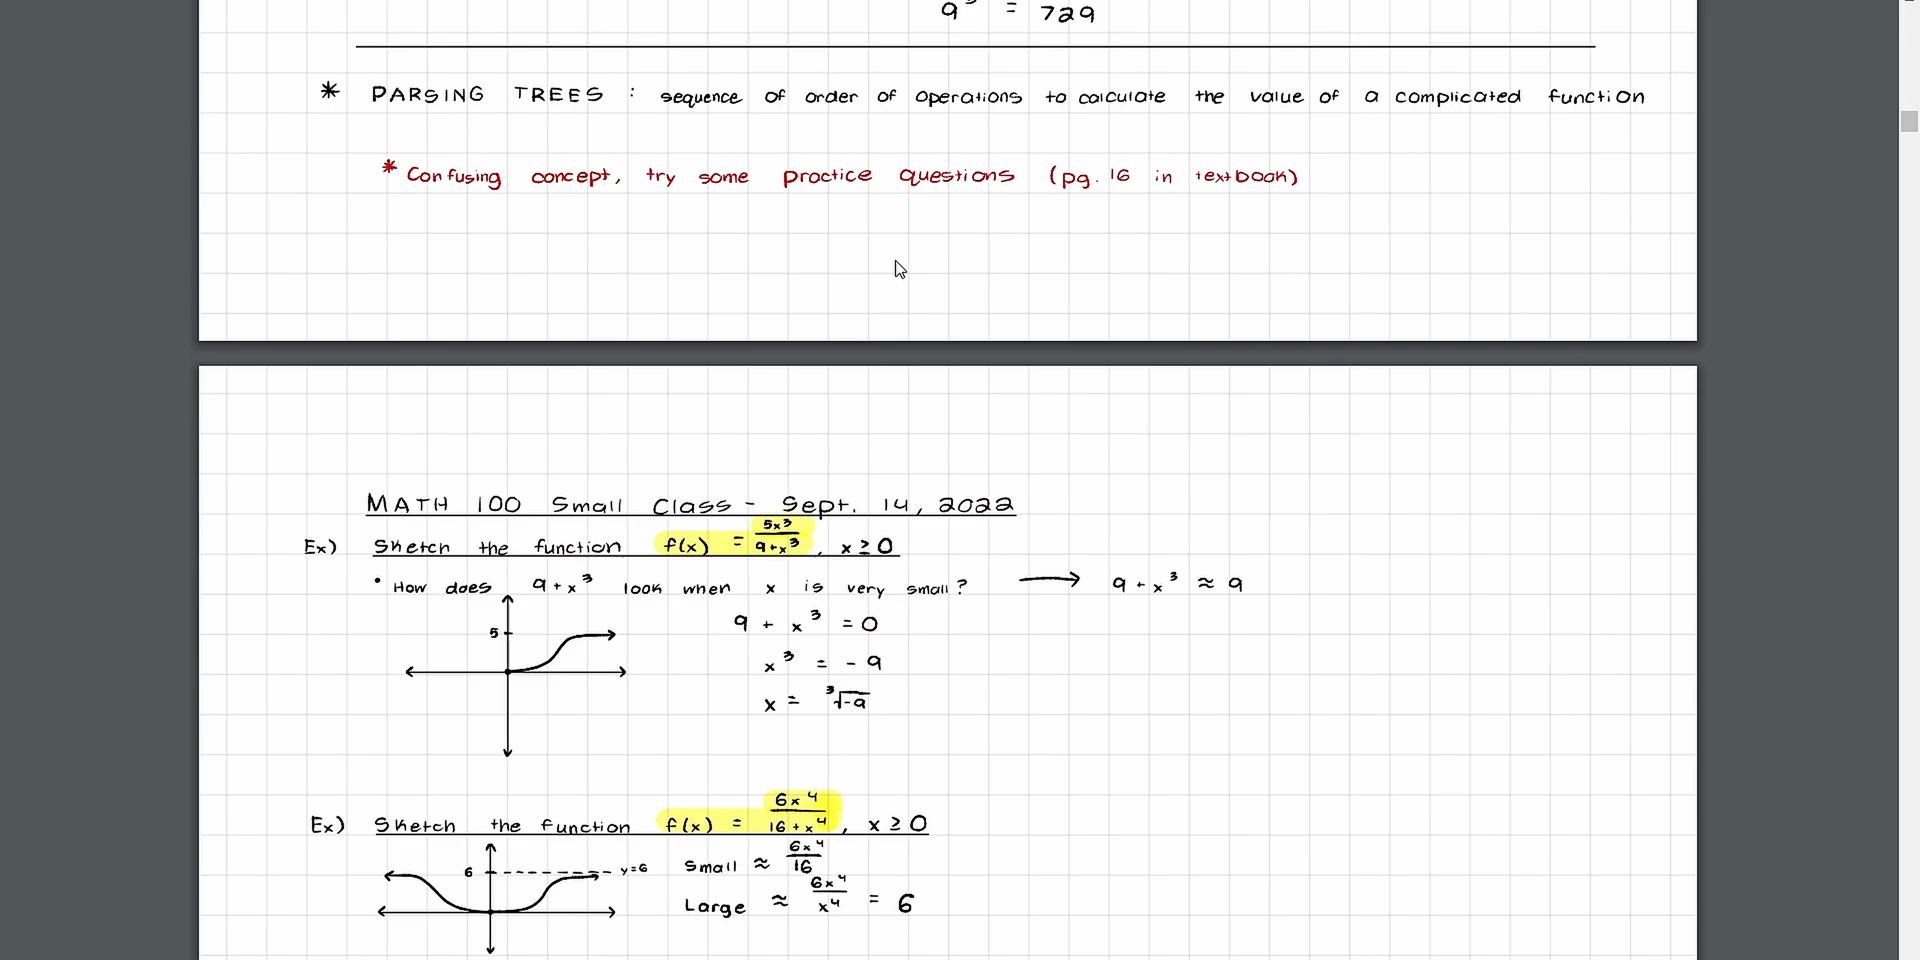 9³ = 729
* PARSING TREES : sequence of order of operations to calculate the value of a complicated function
* Confusing concept, try some practice questions (pg. 16 in textbook)
MATH 100 Small Class - Sept. 14, 2022
Ex) Sketch the function f(x) = 5x³/9+x³, x ≥ 0
• How does 9 + x³ look when x is very small? → 9 + x³ ≈ 9
9 + x³ = 0
5
x³ = -9
x = ³√-9
Ex) Sketch the function f(x) = 6x⁴/16 + x⁴, x ≥ 0
6 y=6 Small ≈ 6x⁴/16
Large ≈ 6x⁴/x⁴ = 6